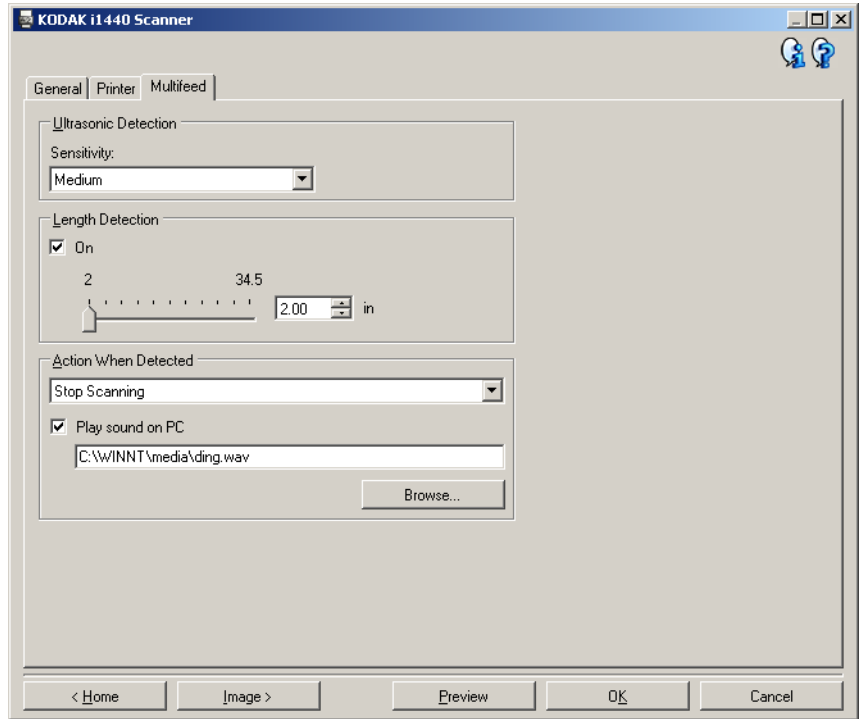 KODAK i1440 Scanner
General Printer Multifeed
Ultrasonic Detection
Sensitivity:
Medium
Length Detection
On
2 34.5
2.00 in
Action When Detected
Stop Scanning
Play sound on PC
C:\WINNT\media\ding.wav
Browse...
< Home Image > Preview OK Cancel